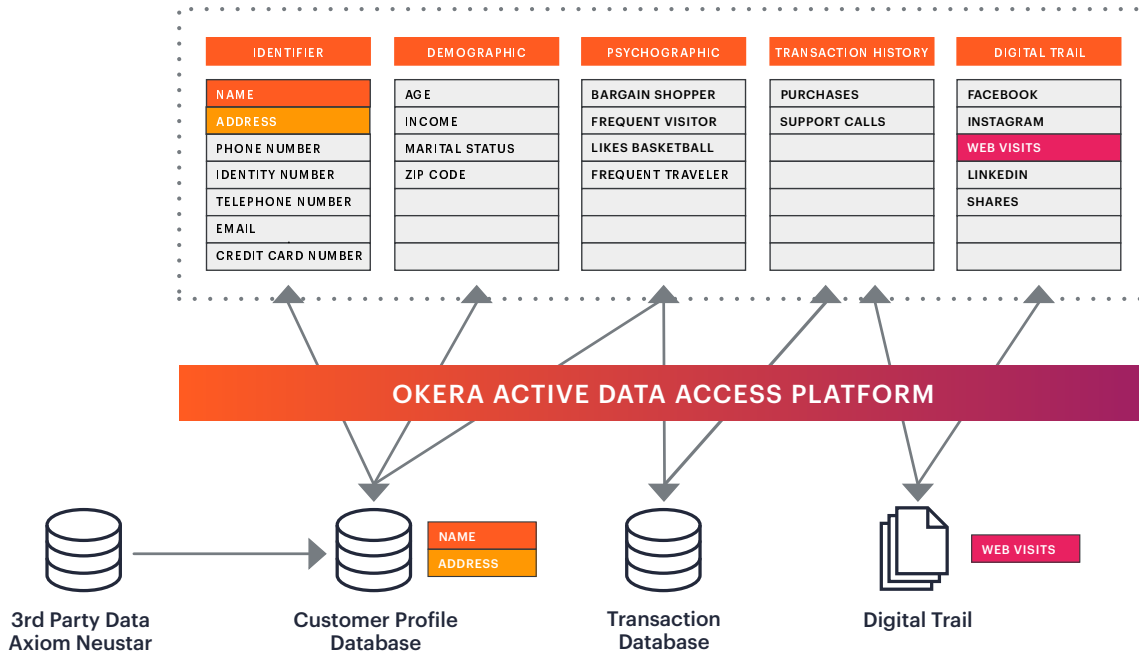 IDENTIFIER
NAME
ADDRESS
PHONE NUMBER
IDENTITY NUMBER
TELEPHONE NUMBER
EMAIL
CREDIT CARD NUMBER
DEMOGRAPHIC
AGE
INCOME
MARITAL STATUS
ZIP CODE
PSYCHOGRAPHIC
BARGAIN SHOPPER
FREQUENT VISITOR
LIKES BASKETBALL
FREQUENT TRAVELER
TRANSACTION HISTORY
PURCHASES
SUPPORT CALLS
DIGITAL TRAIL
FACEBOOK
INSTAGRAM
WEB VISITS
LINKEDIN
SHARES
OKERA ACTIVE DATA ACCESS PLATFORM
3rd Party Data
Axiom Neustar
NAME
ADDRESS
Customer Profile
Database
Transaction
Database
WEB VISITS
Digital Trail